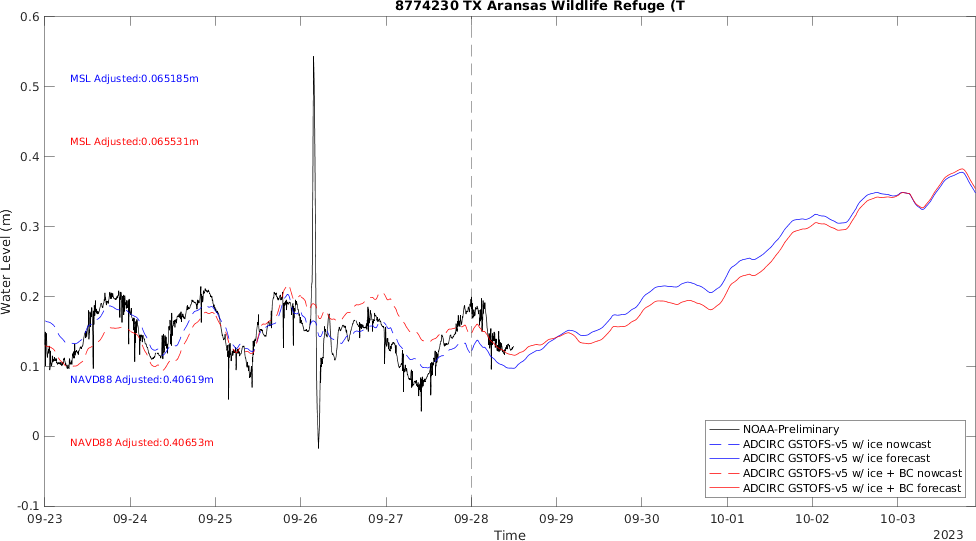 8774230 TX Aransas Wildlife Refuge (T
0.6
0.5
0.4
0.3
0.2
0.1
0
-0.1
Water Level (m)
MSL Adjusted:0.065185m
MSL Adjusted:0.065531m
NAVD88 Adjusted:0.40619m
NAVD88 Adjusted:0.40653m
NOAA-Preliminary
ADCIRC GSTOFS-v5 w/ ice nowcast
ADCIRC GSTOFS-v5 w/ ice forecast
ADCIRC GSTOFS-v5 w/ ice + BC nowcast
ADCIRC GSTOFS-v5 w/ ice + BC forecast
09-23 09-24 09-25 09-26 09-27 09-28 09-29 09-30 10-01 10-02 10-03
Time
2023